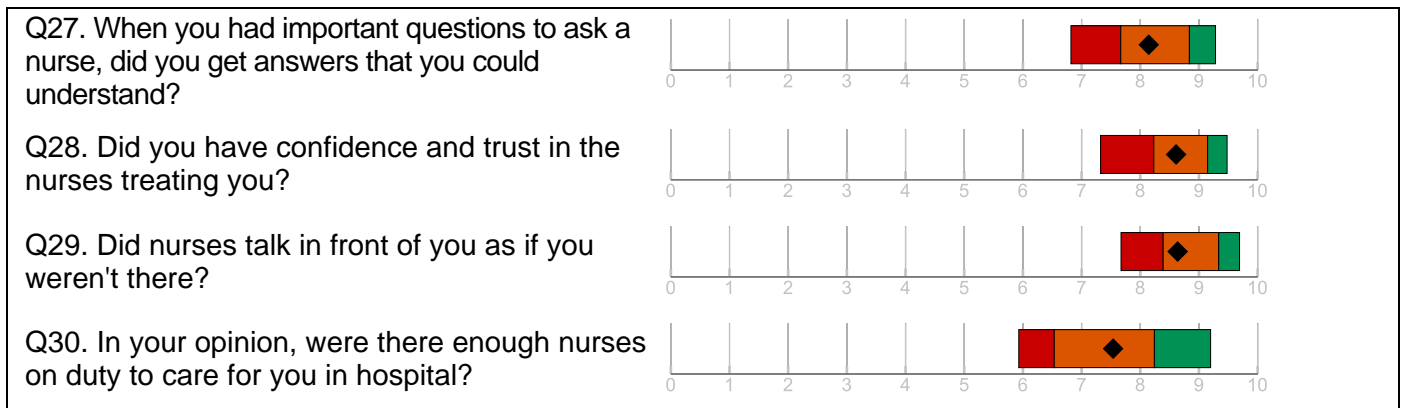 Q27. When you had important questions to ask a
nurse, did you get answers that you could
understand?
0 1 2 3 4 5 6 7 8 9 10
Q28. Did you have confidence and trust in the
nurses treating you?
0 1 2 3 4 5 6 7 8 9 10
Q29. Did nurses talk in front of you as if you
weren't there?
0 1 2 3 4 5 6 7 8 9 10
Q30. In your opinion, were there enough nurses
on duty to care for you in hospital?
0 1 2 3 4 5 6 7 8 9 10